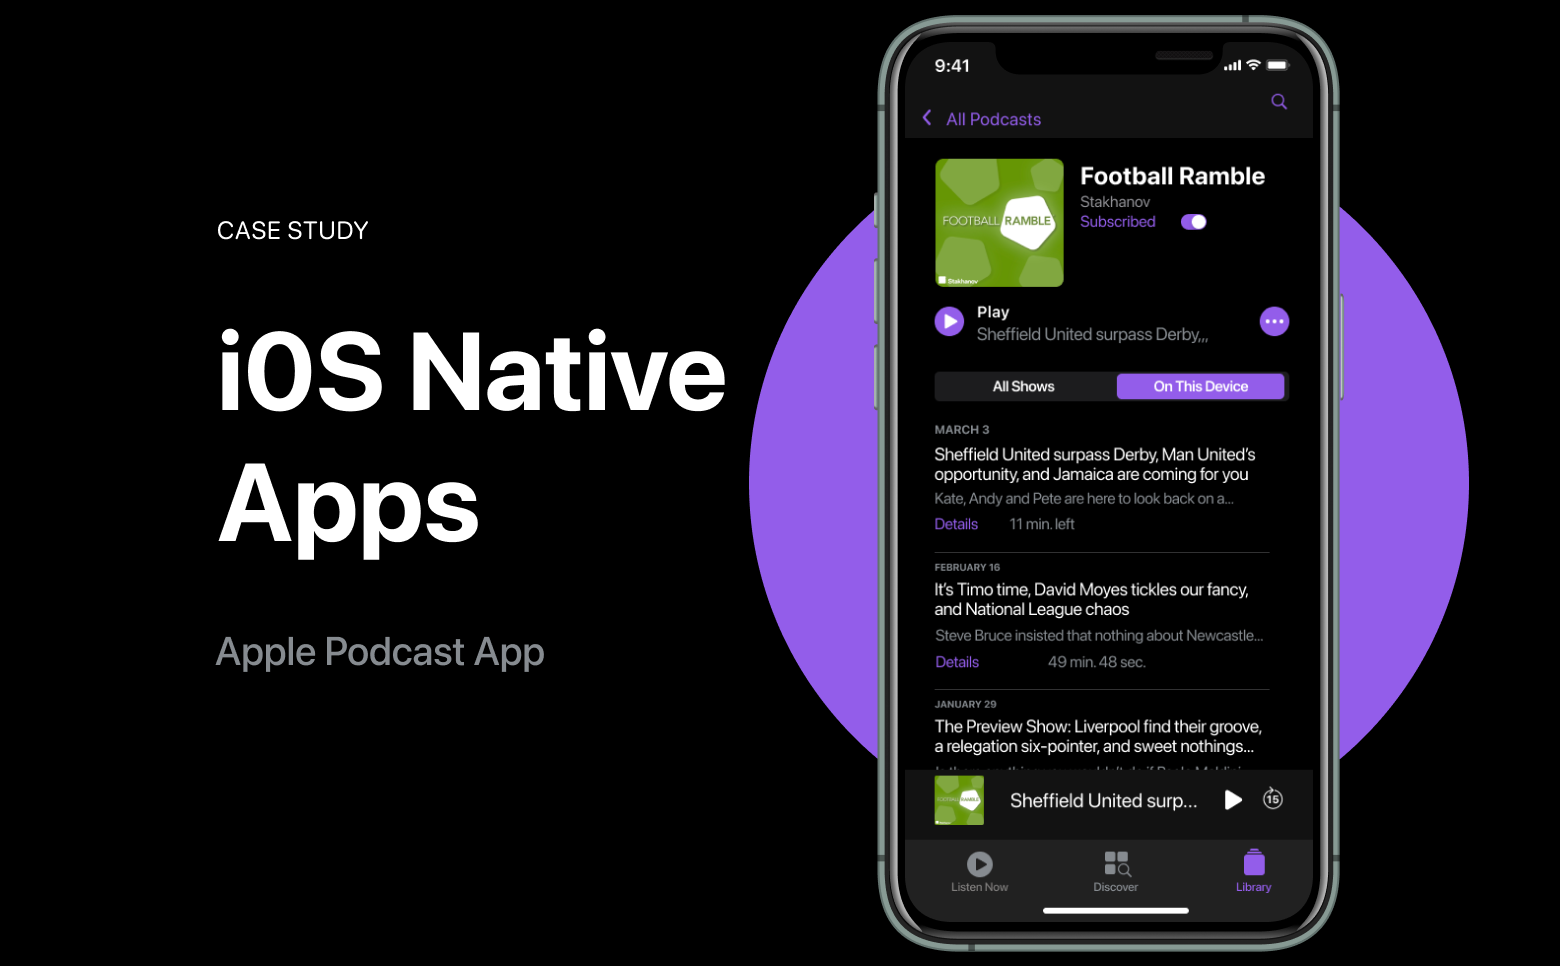 CASE STUDY
iOS Native
Apps
Apple Podcast App
9:41
All Podcasts
FOOTBALL RAMBLE
Stakhanov
Football Ramble
Stakhanov
Subscribed
Play
Sheffield United surpass Derby,,,
All Shows
On This Device
MARCH 3
Sheffield United surpass Derby, Man United’s
opportunity, and Jamaica are coming for you
Kate, Andy and Pete are here to look back on a...
Details 11 min. left
FEBRUARY 16
It’s Timo time, David Moyes tickles our fancy,
and National League chaos
Steve Bruce insisted that nothing about Newcastle...
Details 49 min. 48 sec.
JANUARY 29
The Preview Show: Liverpool find their groove,
a relegation six-pointer, and sweet nothings...
FOOTBALL RAMBLE
Sheffield United surp...
15
Listen Now
Discover
Library